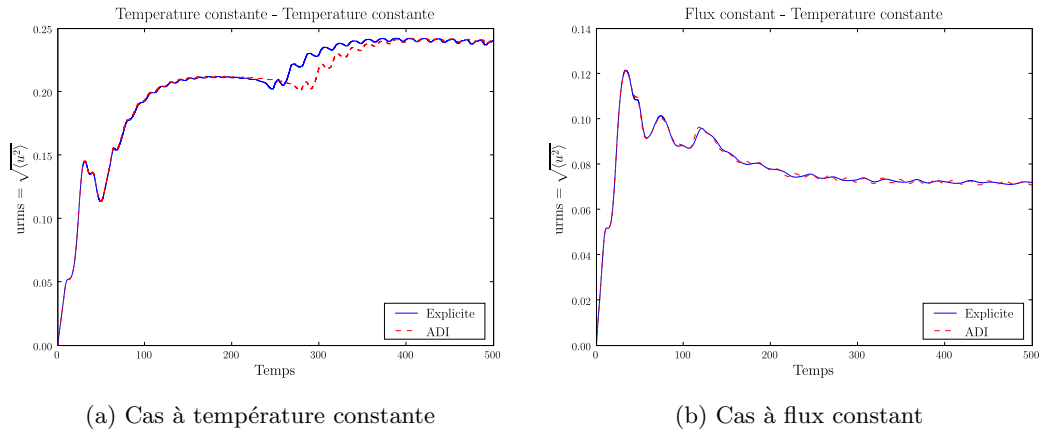 Temperature constante - Temperature constante
0.25
0.20
0.15
0.10
0.05
0.00
urms = √⟨u²⟩
0
100
200
300
400
500
Temps
Explicite
ADI
(a) Cas à température constante
Flux constant - Temperature constante
0.14
0.12
0.10
0.08
0.06
0.04
0.02
0.00
urms = √⟨u²⟩
0
100
200
300
400
500
Temps
Explicite
ADI
(b) Cas à flux constant